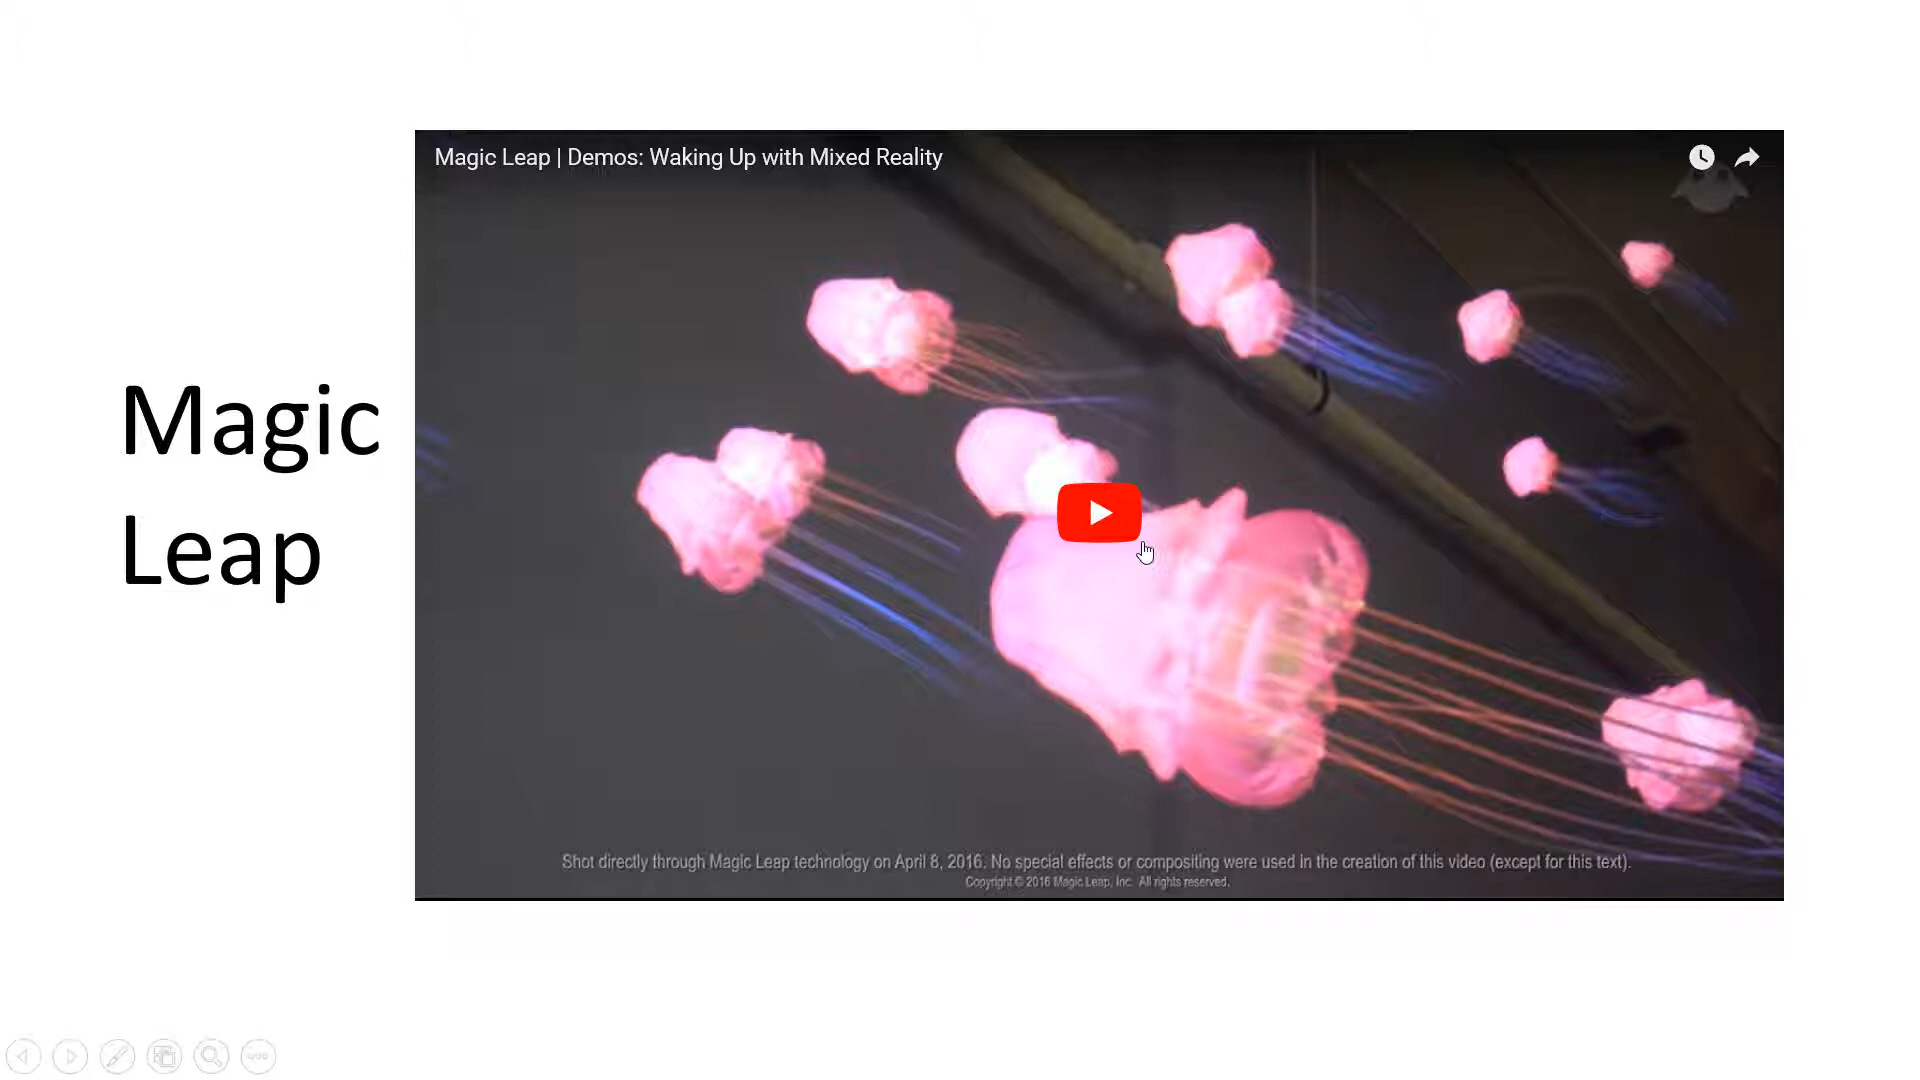 Magic Leap | Demos: Waking Up with Mixed Reality
Magic
Leap
Shot directly through Magic Leap technology on April 8, 2016. No special effects or compositing were used in the creation of this video (except for this text).
Copyright © 2016 Magic Leap, Inc. All rights reserved.